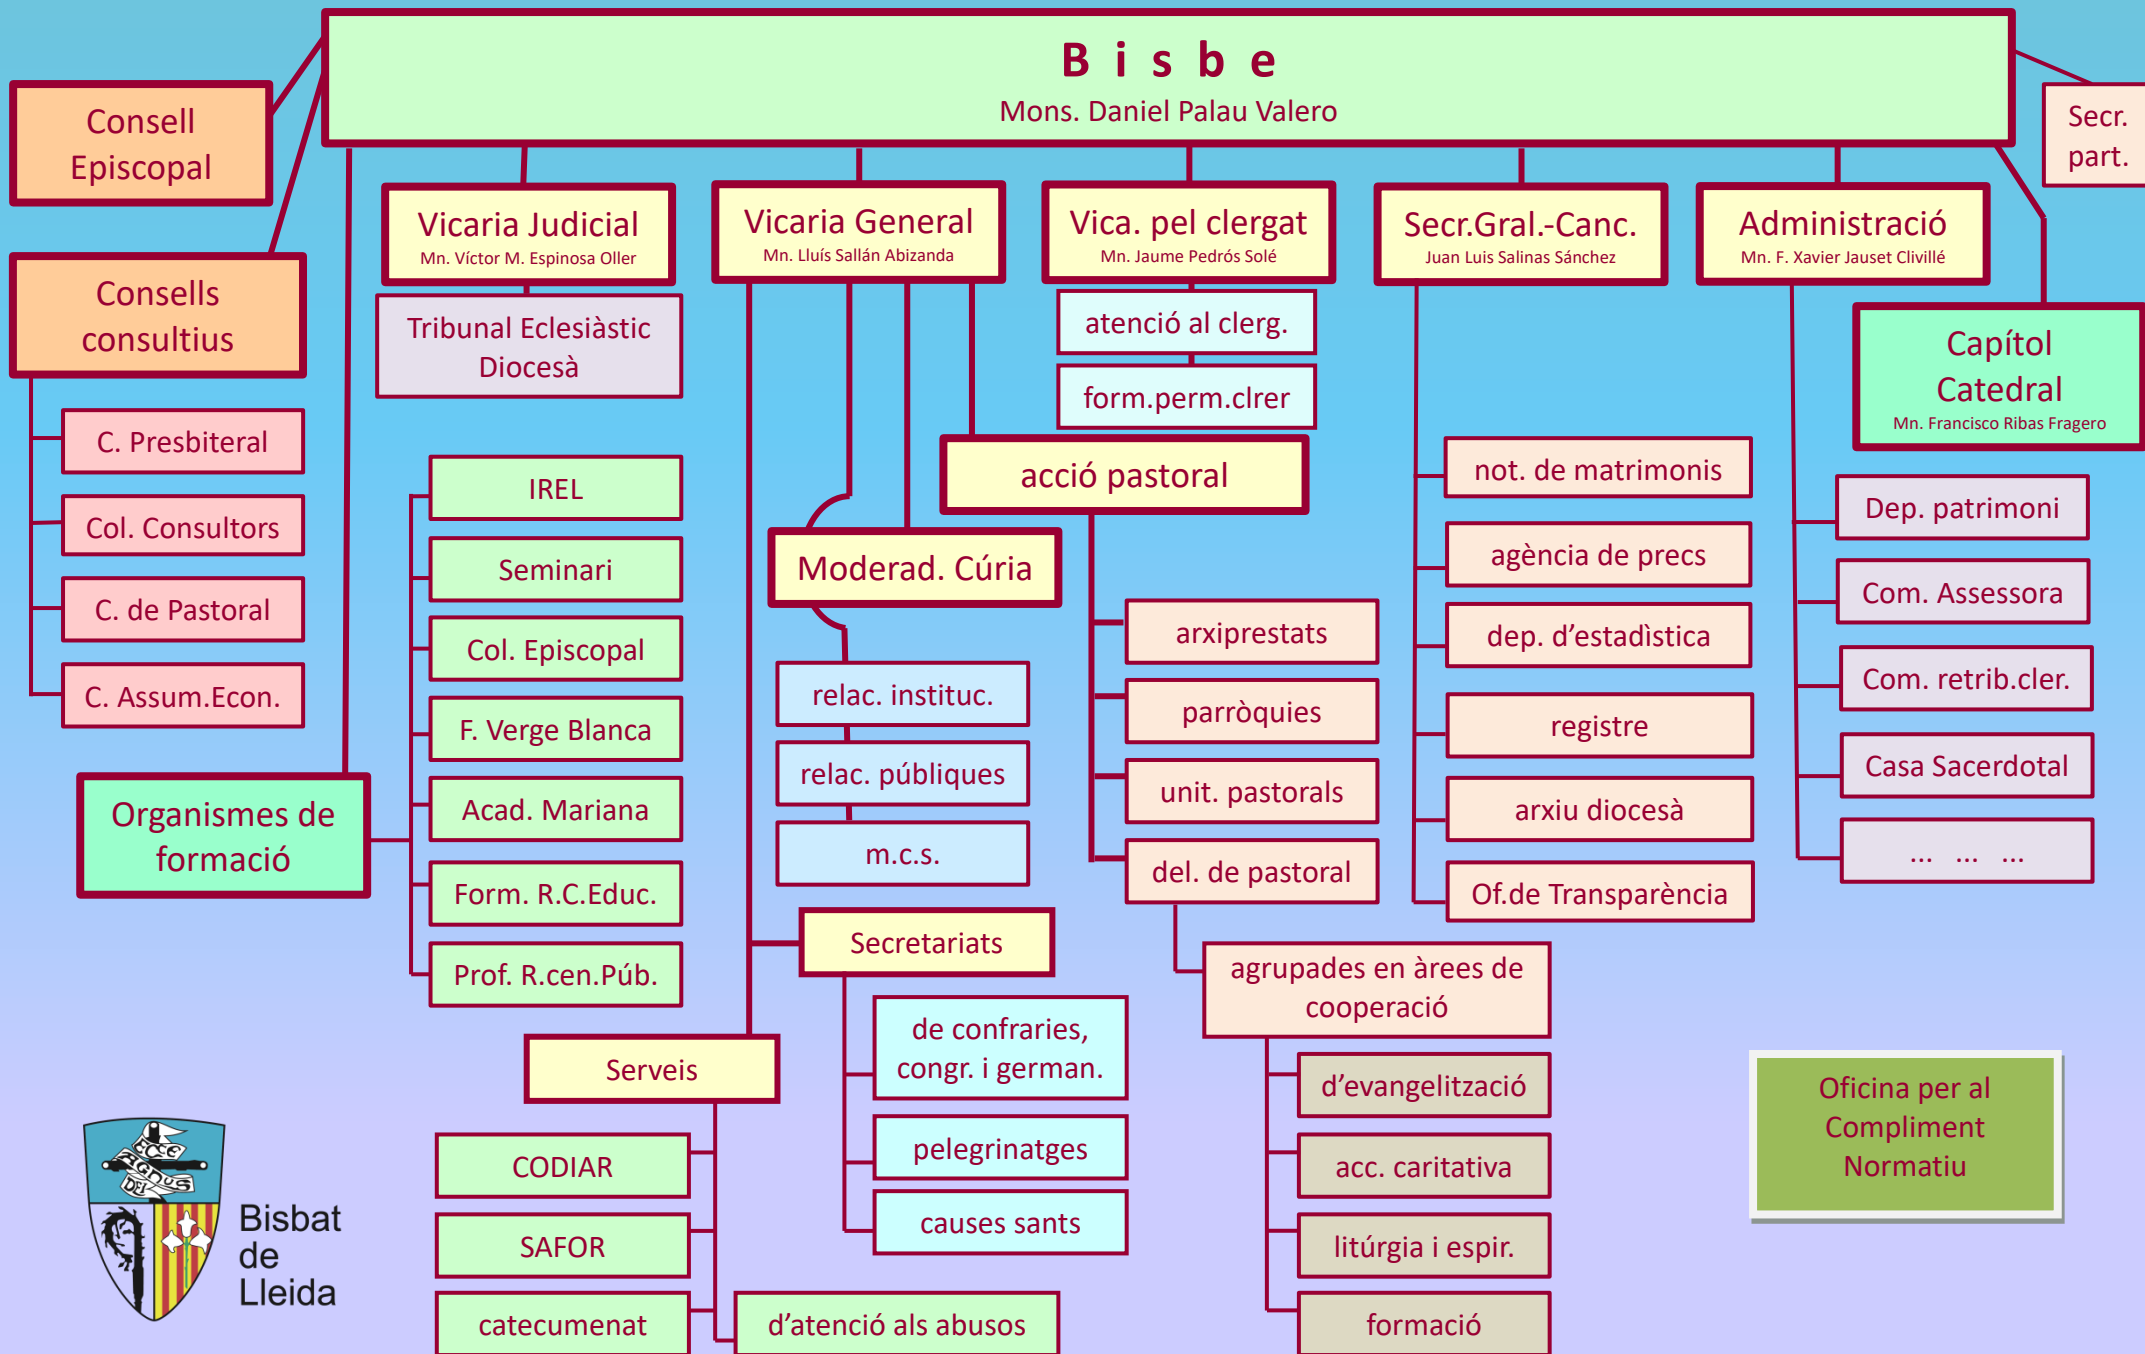 B i s b e
Mons. Daniel Palau Valero
Consell
Episcopal
Secr.
part.
Consells
consultius
C. Presbiteral
Col. Consultors
C. de Pastoral
C. Assum.Econ.
Organismes de
formació
IREL
Seminari
Col. Episcopal
F. Verge Blanca
Acad. Mariana
Form. R.C.Educ.
Prof. R.cen.Púb.
Vicaria Judicial
Mn. Víctor M. Espinosa Oller
Tribunal Eclesiàstic
Diocesà
Vicaria General
Mn. Lluís Sallán Abizanda
Moderad. Cúria
relac. instituc.
relac. públiques
m.c.s.
Secretariats
de confraries,
congr. i german.
pelegrinatges
causes sants
Serveis
CODIAR
SAFOR
catecumenat
d’atenció als abusos
Vica. pel clergat
Mn. Jaume Pedrós Solé
atenció al clerg.
form.perm.clrer
acció pastoral
arxiprestats
parròquies
unit. pastorals
del. de pastoral
agrupades en àrees de
cooperació
d’evangelització
acc. caritativa
litúrgia i espir.
formació
Secr.Gral.-Canc.
Juan Luis Salinas Sánchez
not. de matrimonis
agència de precs
dep. d’estadìstica
registre
arxiu diocesà
Of.de Transparència
Administració
Mn. F. Xavier Jauset Clivillé
Dep. patrimoni
Com. Assessora
Com. retrib.cler.
Casa Sacerdotal
... ... ...
Capítol
Catedral
Mn. Francisco Ribas Fragero
Oficina per al
Compliment
Normatiu
ECCE
AGNUS
DEI
Bisbat
de
Lleida